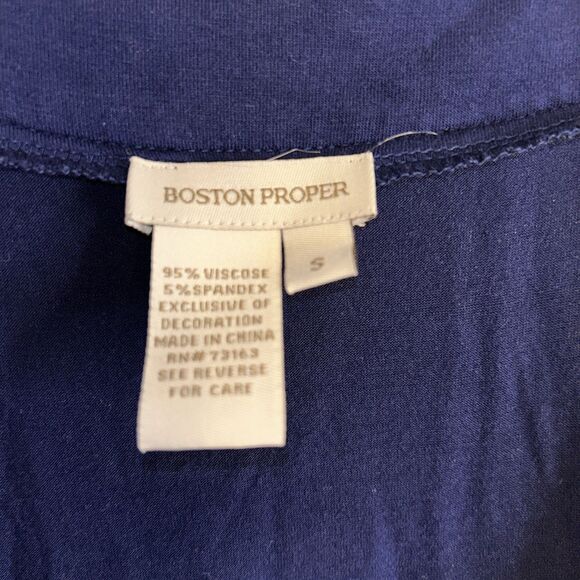 BOSTON PROPER
S
95% VISCOSE
5% SPANDEX
EXCLUSIVE OF
DECORATION
MADE IN CHINA
RN# 73163
SEE REVERSE
FOR CARE